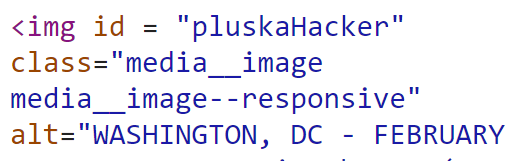 <img id = "pluskaHacker"
class="media__image
media__image--responsive"
alt="WASHINGTON, DC - FEBRUARY